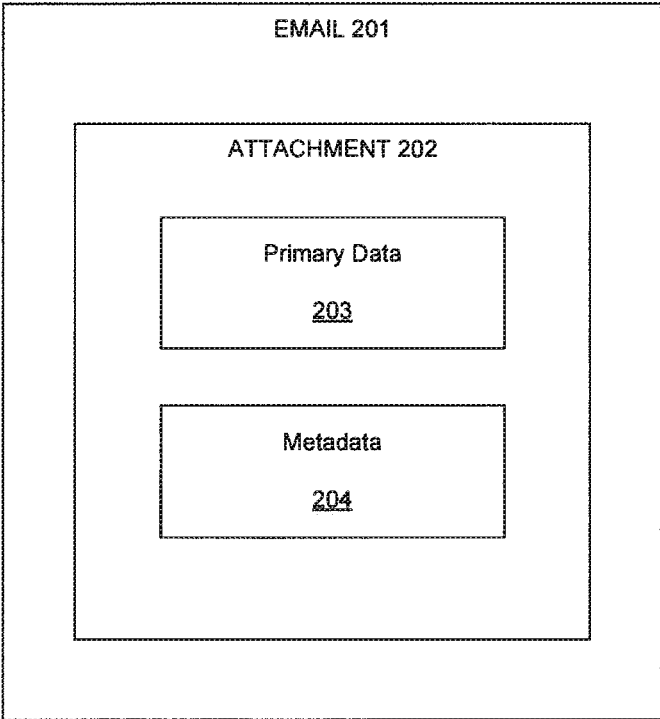 EMAIL 201
ATTACHMENT 202
Primary Data
203
Metadata
204